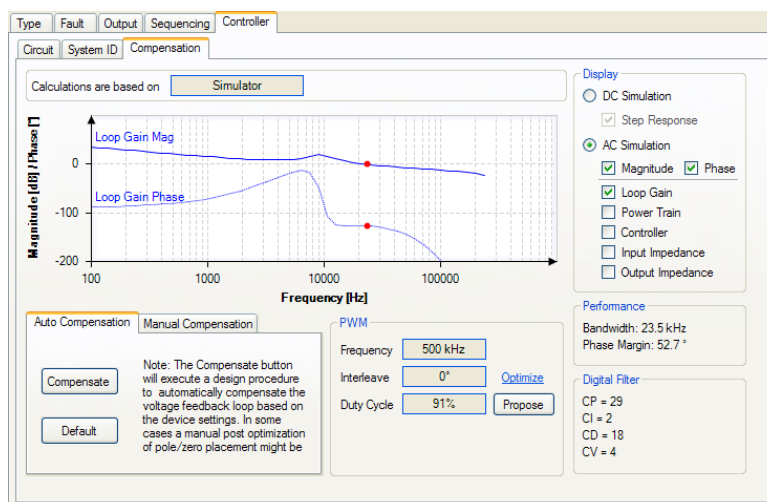 Type Fault Output Sequencing Controller
Circuit System ID Compensation
Calculations are based on Simulator
Magnitude [dB] / Phase [°]
Loop Gain Mag
Loop Gain Phase
0
-100
-200
100 1000 10000 100000
Frequency [Hz]
Display
DC Simulation
Step Response
AC Simulation
Magnitude Phase
Loop Gain
Power Train
Controller
Input Impedance
Output Impedance
Performance
Bandwidth: 23.5 kHz
Phase Margin: 52.7 °
Auto Compensation Manual Compensation
Compensate
Default
Note: The Compensate button
will execute a design procedure
to automatically compensate the
voltage feedback loop based on
the device settings. In some
cases a manual post optimization
of pole/zero placement might be
PWM
Frequency 500 kHz
Interleave 0° Optimize
Duty Cycle 91% Propose
Digital Filter
CP = 29
CI = 2
CD = 18
CV = 4